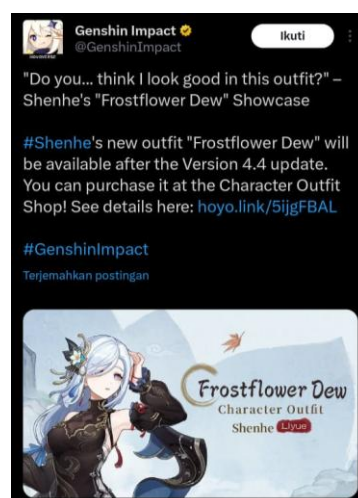 Genshin Impact
@GenshinImpact
Ikuti
"Do you... think I look good in this outfit?" –
Shenhe's "Frostflower Dew" Showcase
#Shenhe's new outfit "Frostflower Dew" will
be available after the Version 4.4 update.
You can purchase it at the Character Outfit
Shop! See details here: hoyo.link/5ijgFBAL
#GenshinImpact
Terjemahkan postingan
Frostflower Dew
Character Outfit
Shenhe Liyue